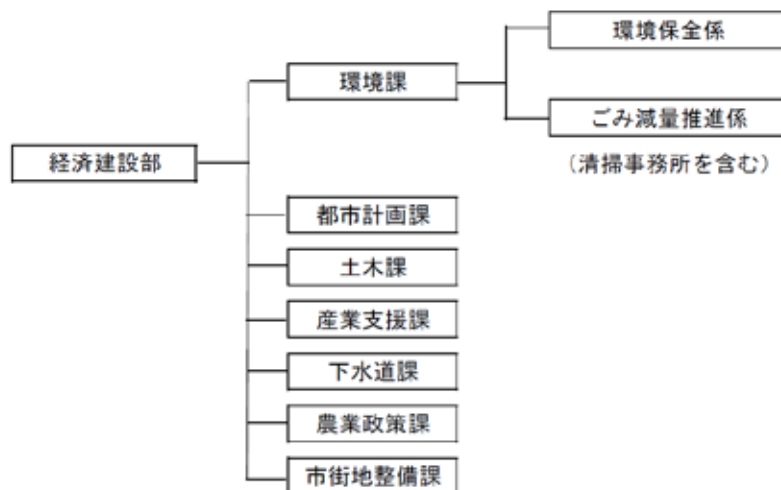 環境保全係
環境課
ごみ減量推進係
経済建設部
（清掃事務所を含む）
都市計画課
土木課
産業支援課
下水道課
農業政策課
市街地整備課